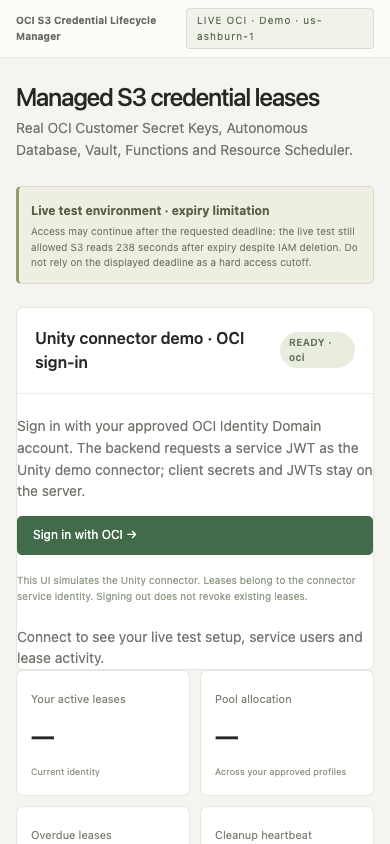 OCI S3 Credential Lifecycle
Manager
LIVE OCI · Demo · us-
ashburn-1
Managed S3 credential leases
Real OCI Customer Secret Keys, Autonomous
Database, Vault, Functions and Resource Scheduler.
Live test environment · expiry limitation
Access may continue after the requested deadline: the live test still
allowed S3 reads 238 seconds after expiry despite IAM deletion. Do
not rely on the displayed deadline as a hard access cutoff.
Unity connector demo · OCI
sign-in
READY ·
oci
Sign in with your approved OCI Identity Domain
account. The backend requests a service JWT as the
Unity demo connector; client secrets and JWTs stay on
the server.
Sign in with OCI →
This UI simulates the Unity connector. Leases belong to the connector
service identity. Signing out does not revoke existing leases.
Connect to see your live test setup, service users and
lease activity.
Your active leases
—
Current identity
Pool allocation
—
Across your approved profiles
Overdue leases
Cleanup heartbeat